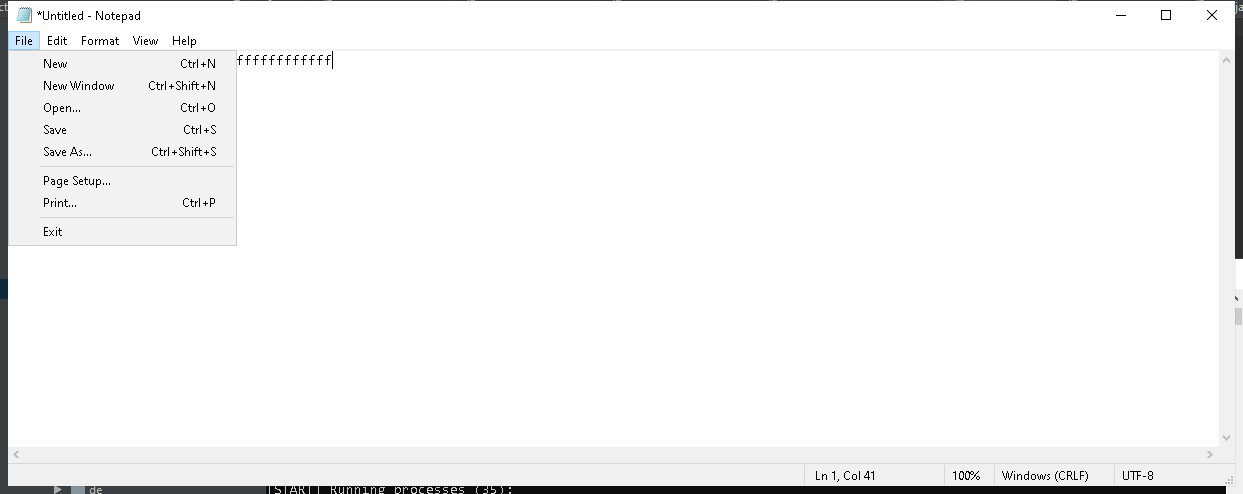 *Untitled - Notepad
File Edit Format View Help
ffffffffffff
New Ctrl+N
New Window Ctrl+Shift+N
Open... Ctrl+O
Save Ctrl+S
Save As... Ctrl+Shift+S
Page Setup...
Print... Ctrl+P
Exit
Ln 1, Col 41 100% Windows (CRLF) UTF-8
de [START] Running processes (35):